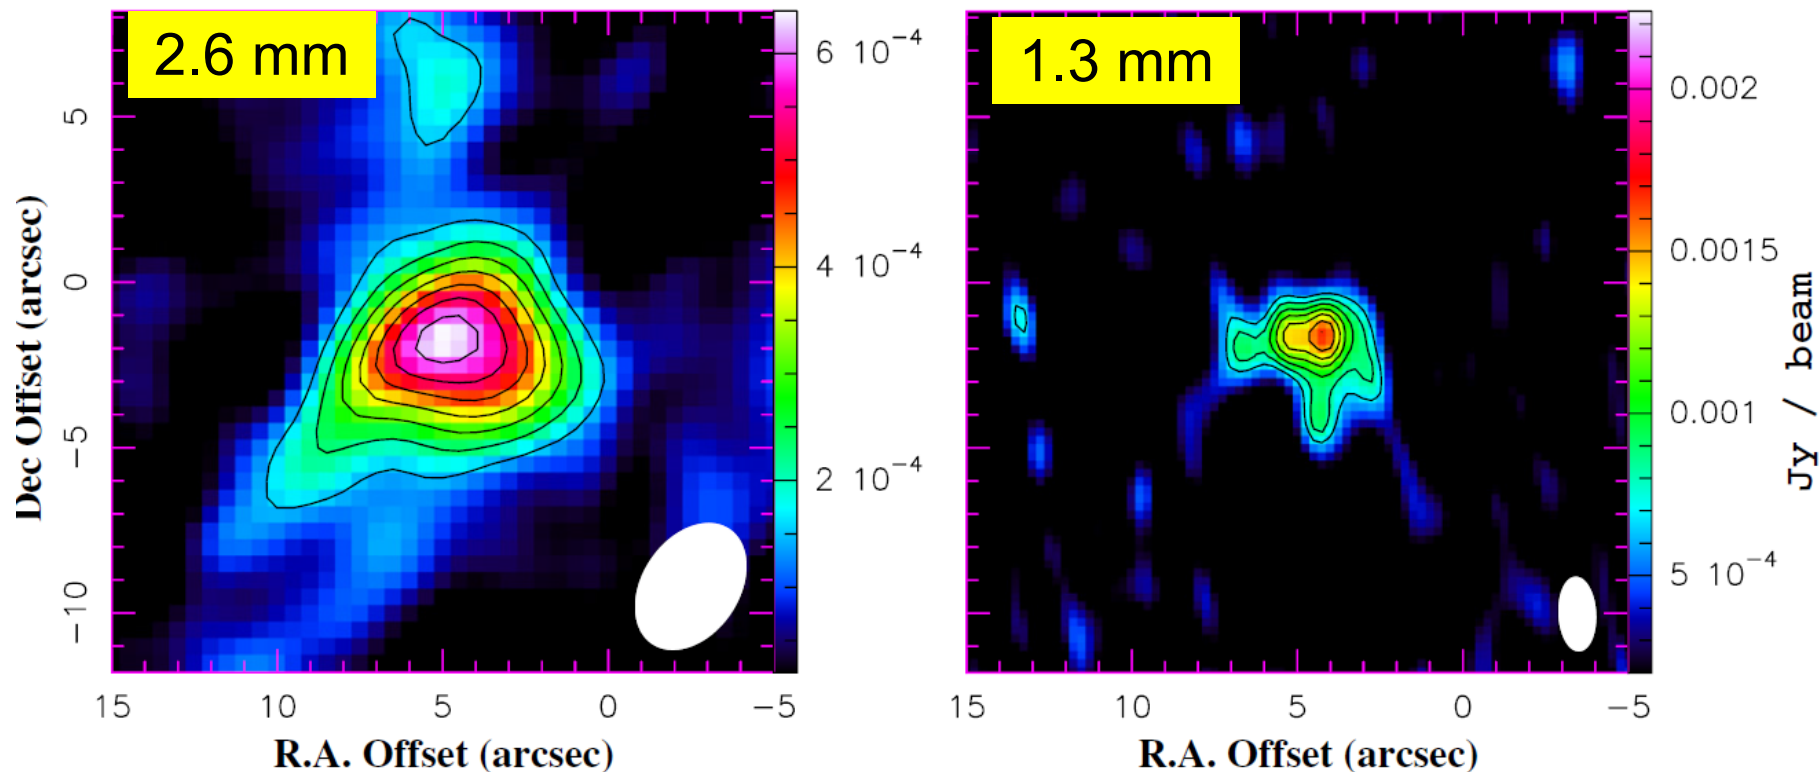 2.6 mm
1.3 mm
6 10⁻⁴
4 10⁻⁴
2 10⁻⁴
0.002
0.0015
0.001
5 10⁻⁴
Jy / beam
Dec Offset (arcsec)
5
0
−5
−10
15 10 5 0 −5
15 10 5 0 −5
R.A. Offset (arcsec)
R.A. Offset (arcsec)